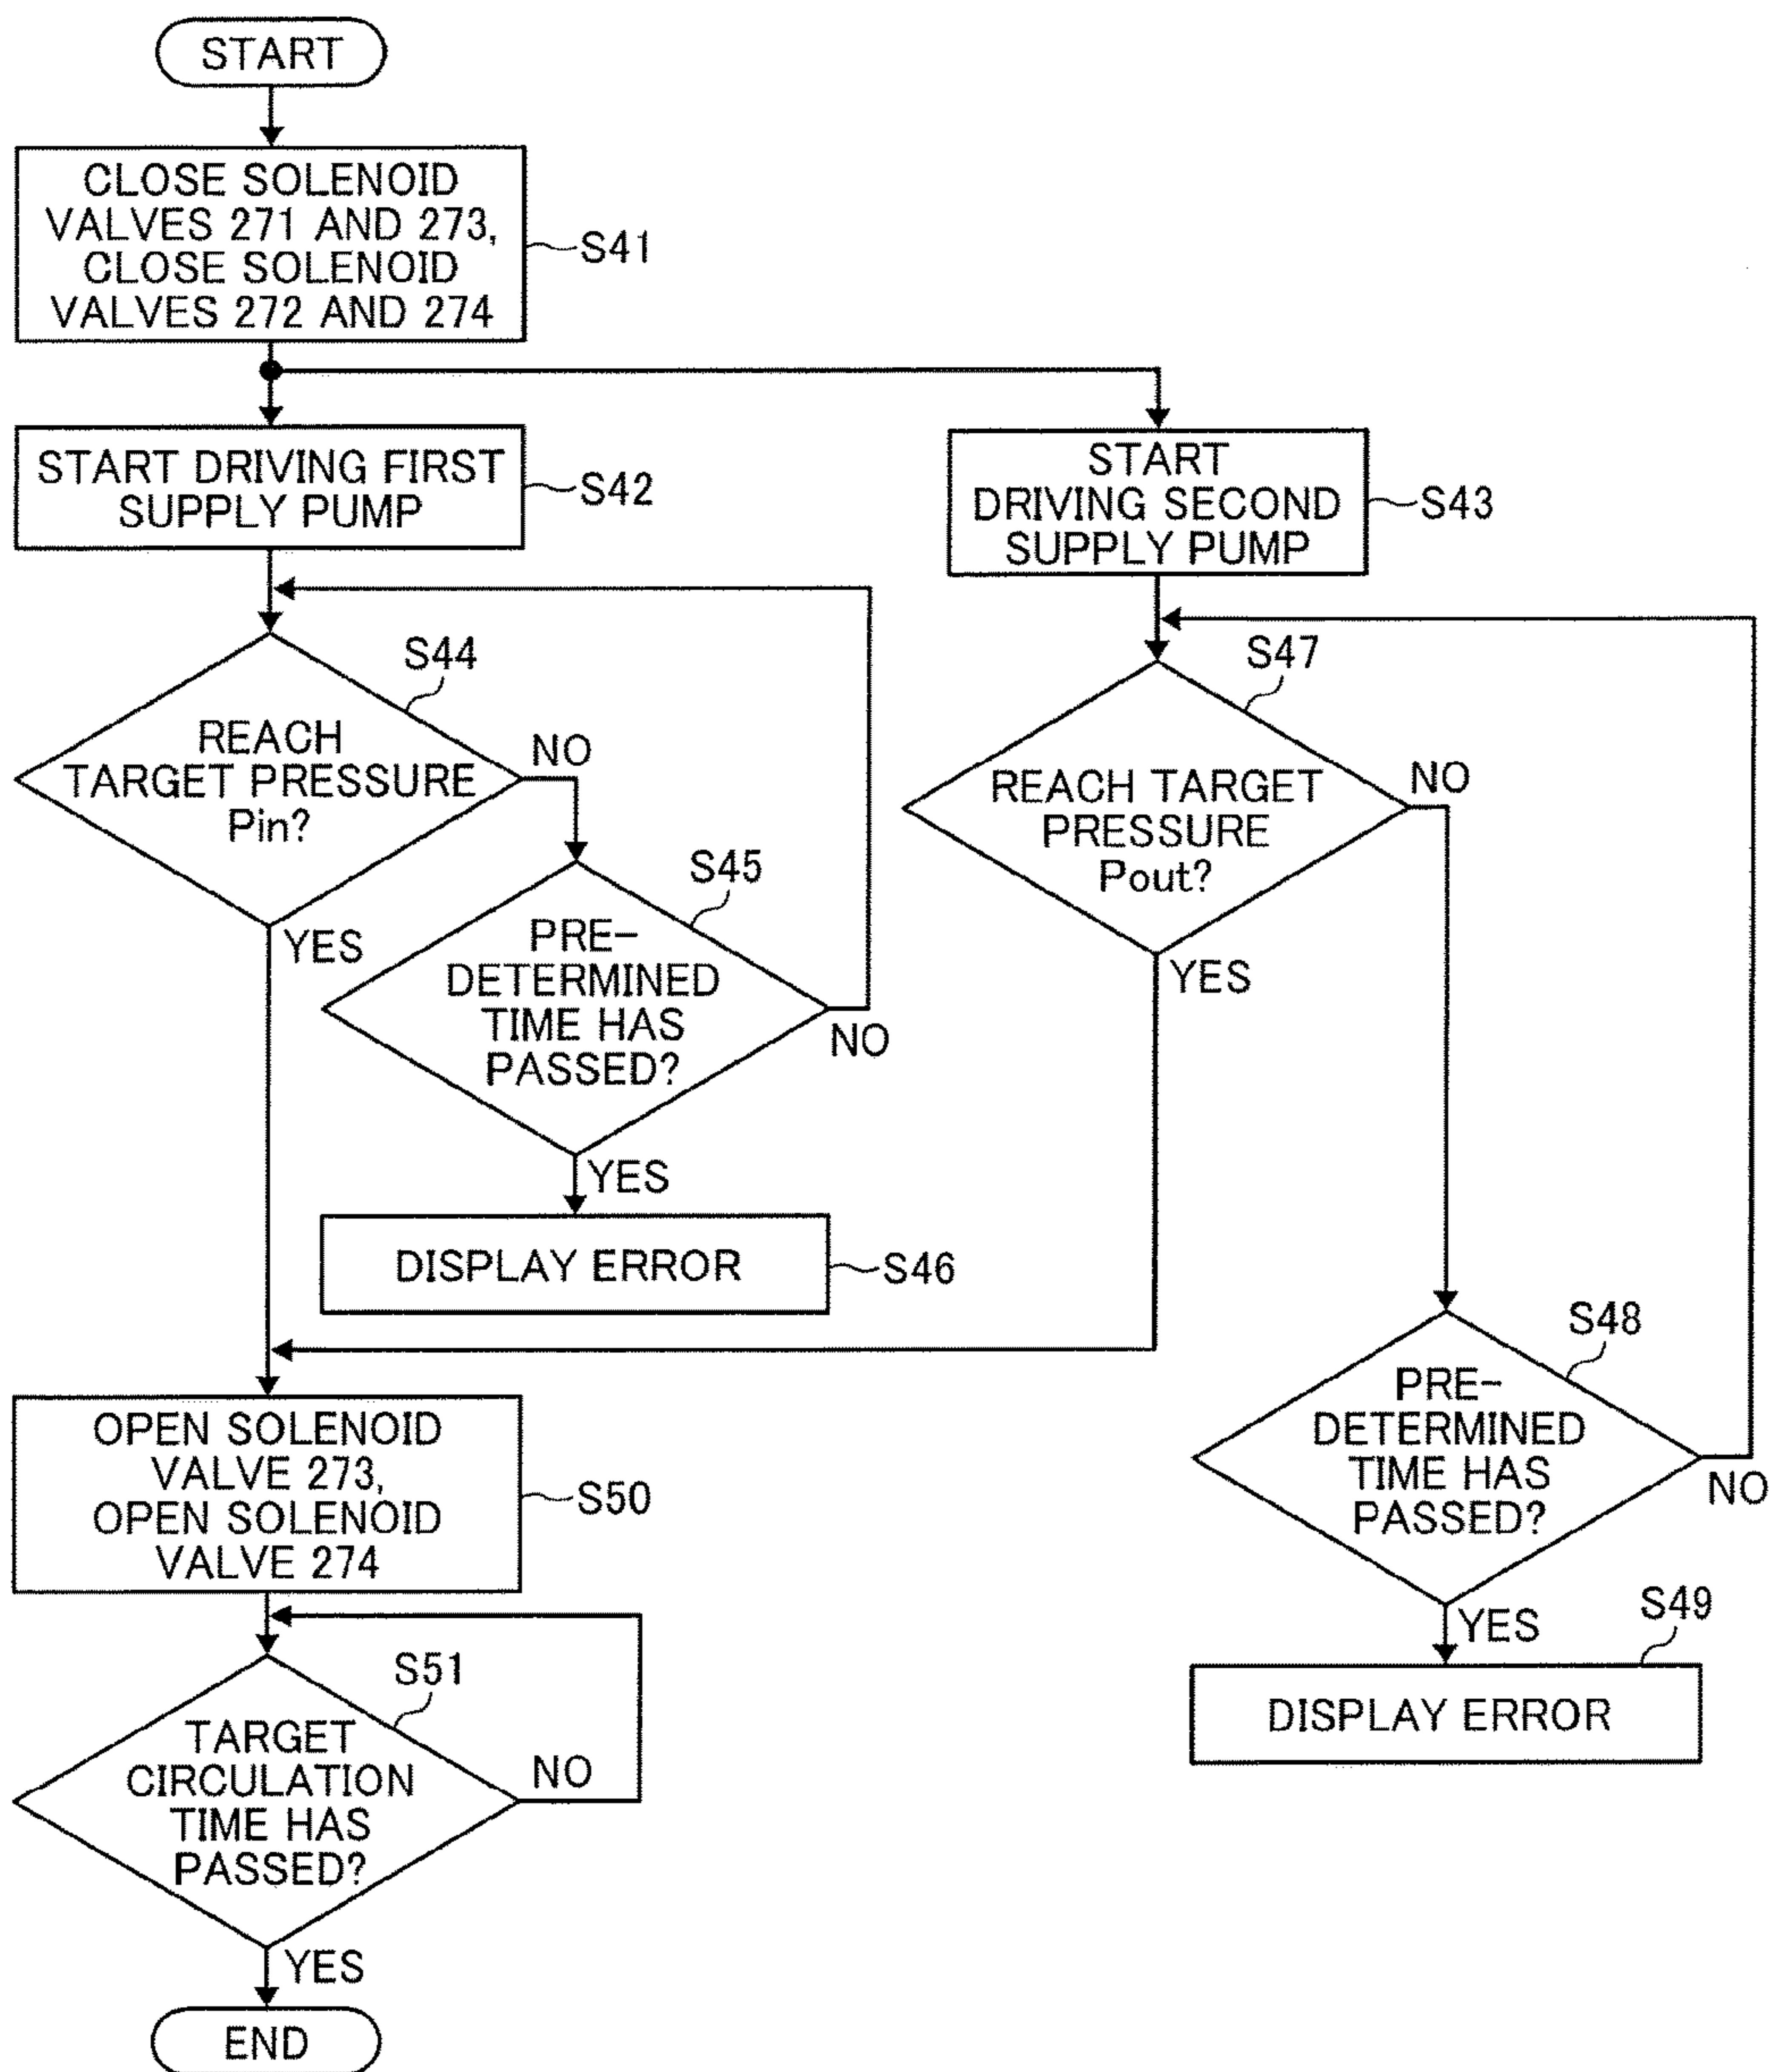 START
CLOSE SOLENOID
VALVES 271 AND 273,
CLOSE SOLENOID
VALVES 272 AND 274
S41
START DRIVING FIRST
SUPPLY PUMP
S42
START
DRIVING SECOND
SUPPLY PUMP
S43
S44
REACH
TARGET PRESSURE
Pin?
NO
YES
S45
PRE-
DETERMINED
TIME HAS
PASSED?
NO
YES
DISPLAY ERROR
S46
S47
REACH TARGET
PRESSURE
Pout?
NO
YES
S48
PRE-
DETERMINED
TIME HAS
PASSED?
NO
YES
S49
DISPLAY ERROR
OPEN SOLENOID
VALVE 273,
OPEN SOLENOID
VALVE 274
S50
S51
TARGET
CIRCULATION
TIME HAS
PASSED?
NO
YES
END